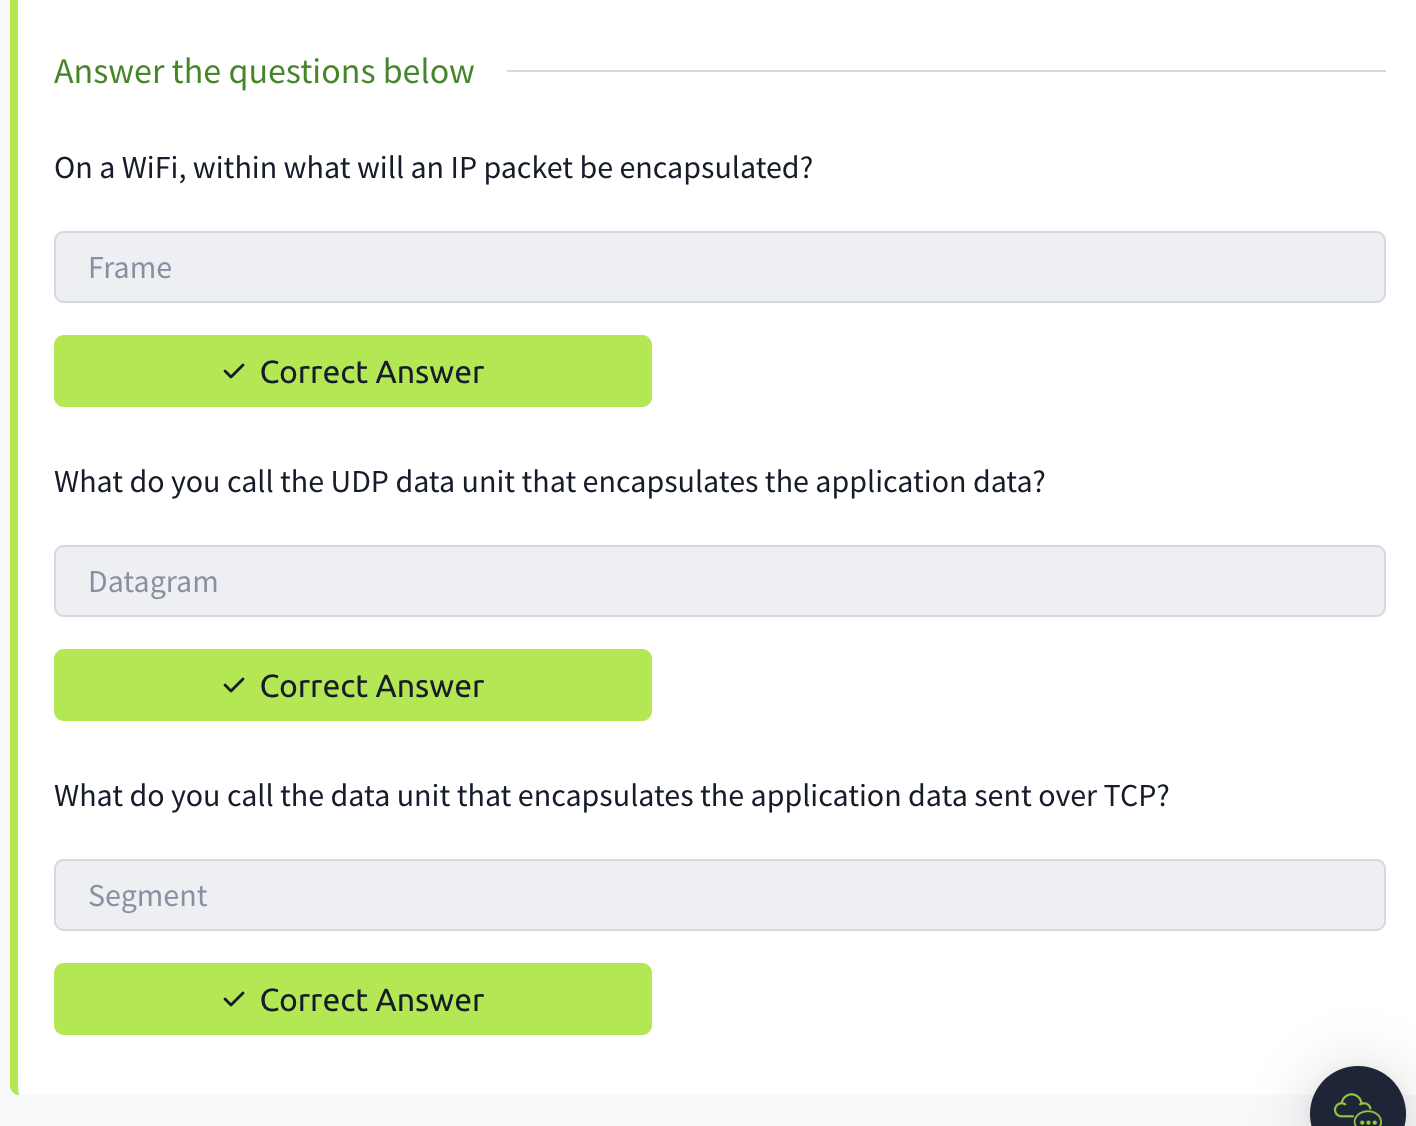 Answer the questions below
On a WiFi, within what will an IP packet be encapsulated?
Frame
Correct Answer
What do you call the UDP data unit that encapsulates the application data?
Datagram
Correct Answer
What do you call the data unit that encapsulates the application data sent over TCP?
Segment
Correct Answer